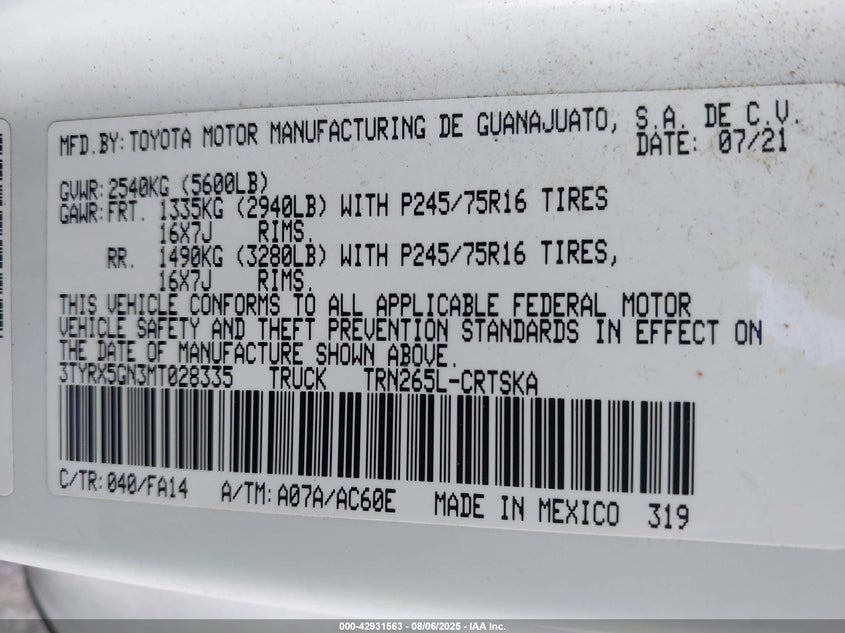 MFD.BY: TOYOTA MOTOR MANUFACTURING DE GUANAJUATO, S.A. DE C.V.
DATE: 07/21
GVWR: 2540KG (5600LB)
GAWR: FRT. 1335KG (2940LB) WITH P245/75R16 TIRES
16X7J RIMS.
RR. 1490KG (3280LB) WITH P245/75R16 TIRES,
16X7J RIMS.
THIS VEHICLE CONFORMS TO ALL APPLICABLE FEDERAL MOTOR
VEHICLE SAFETY AND THEFT PREVENTION STANDARDS IN EFFECT ON
THE DATE OF MANUFACTURE SHOWN ABOVE.
3TYRX5GN3MT028335 TRUCK TRN265L-CRTSKA
C/TR: 040/FA14 A/TM: A07A/AC60E MADE IN MEXICO 319
000-42931563 - 08/06/2025 - IAA Inc.